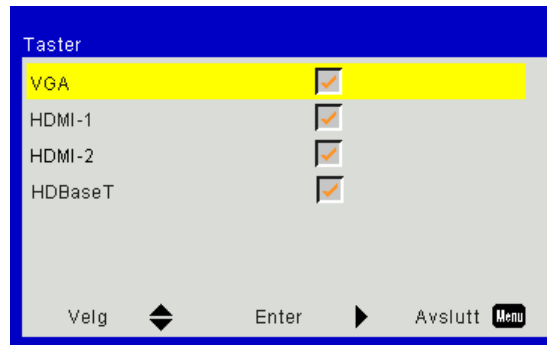 Taster
VGA
HDMI-1
HDMI-2
HDBaseT
Velg Enter Avslutt Menu